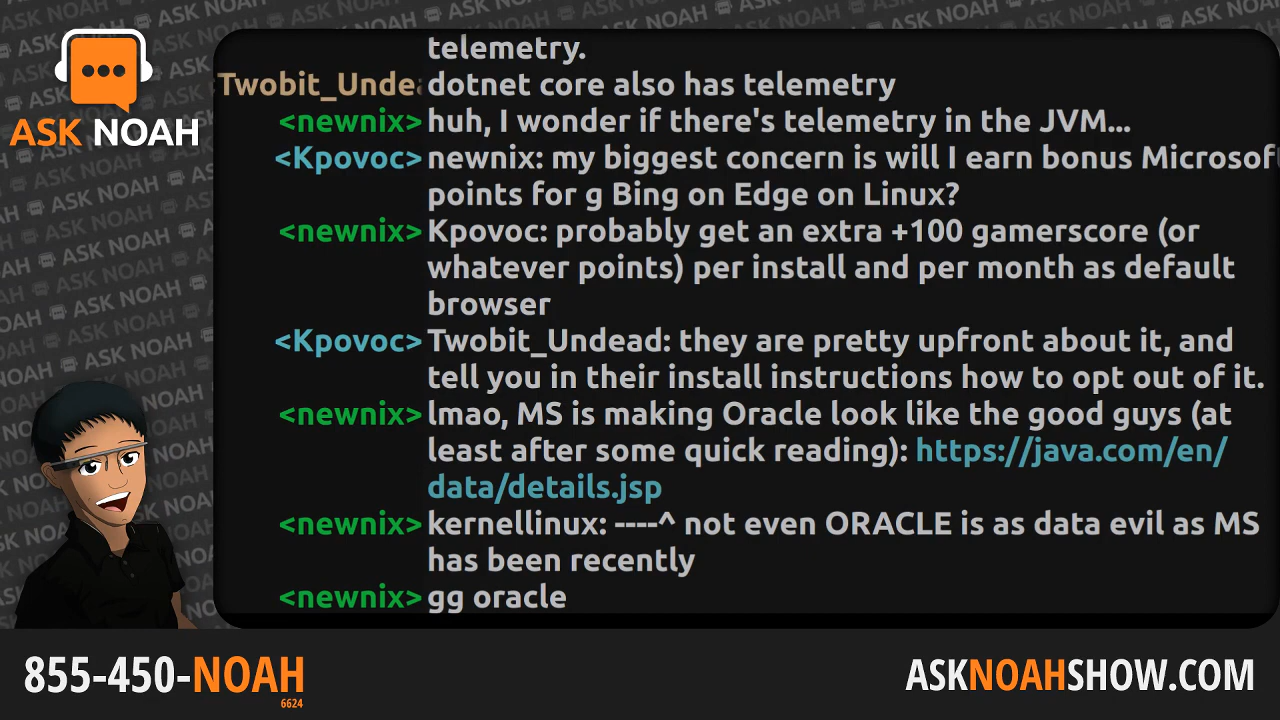 ASK NOAH
telemetry.
Twobit_Undea dotnet core also has telemetry
<newnix> huh, I wonder if there's telemetry in the JVM...
<Kpovoc> newnix: my biggest concern is will I earn bonus Microsoft
points for g Bing on Edge on Linux?
<newnix> Kpovoc: probably get an extra +100 gamerscore (or
whatever points) per install and per month as default
browser
<Kpovoc> Twobit_Undead: they are pretty upfront about it, and
tell you in their install instructions how to opt out of it.
<newnix> lmao, MS is making Oracle look like the good guys (at
least after some quick reading): https://java.com/en/
data/details.jsp
<newnix> kernellinux: ----^ not even ORACLE is as data evil as MS
has been recently
<newnix> gg oracle
855-450-NOAH
6624
ASKNOAHSHOW.COM